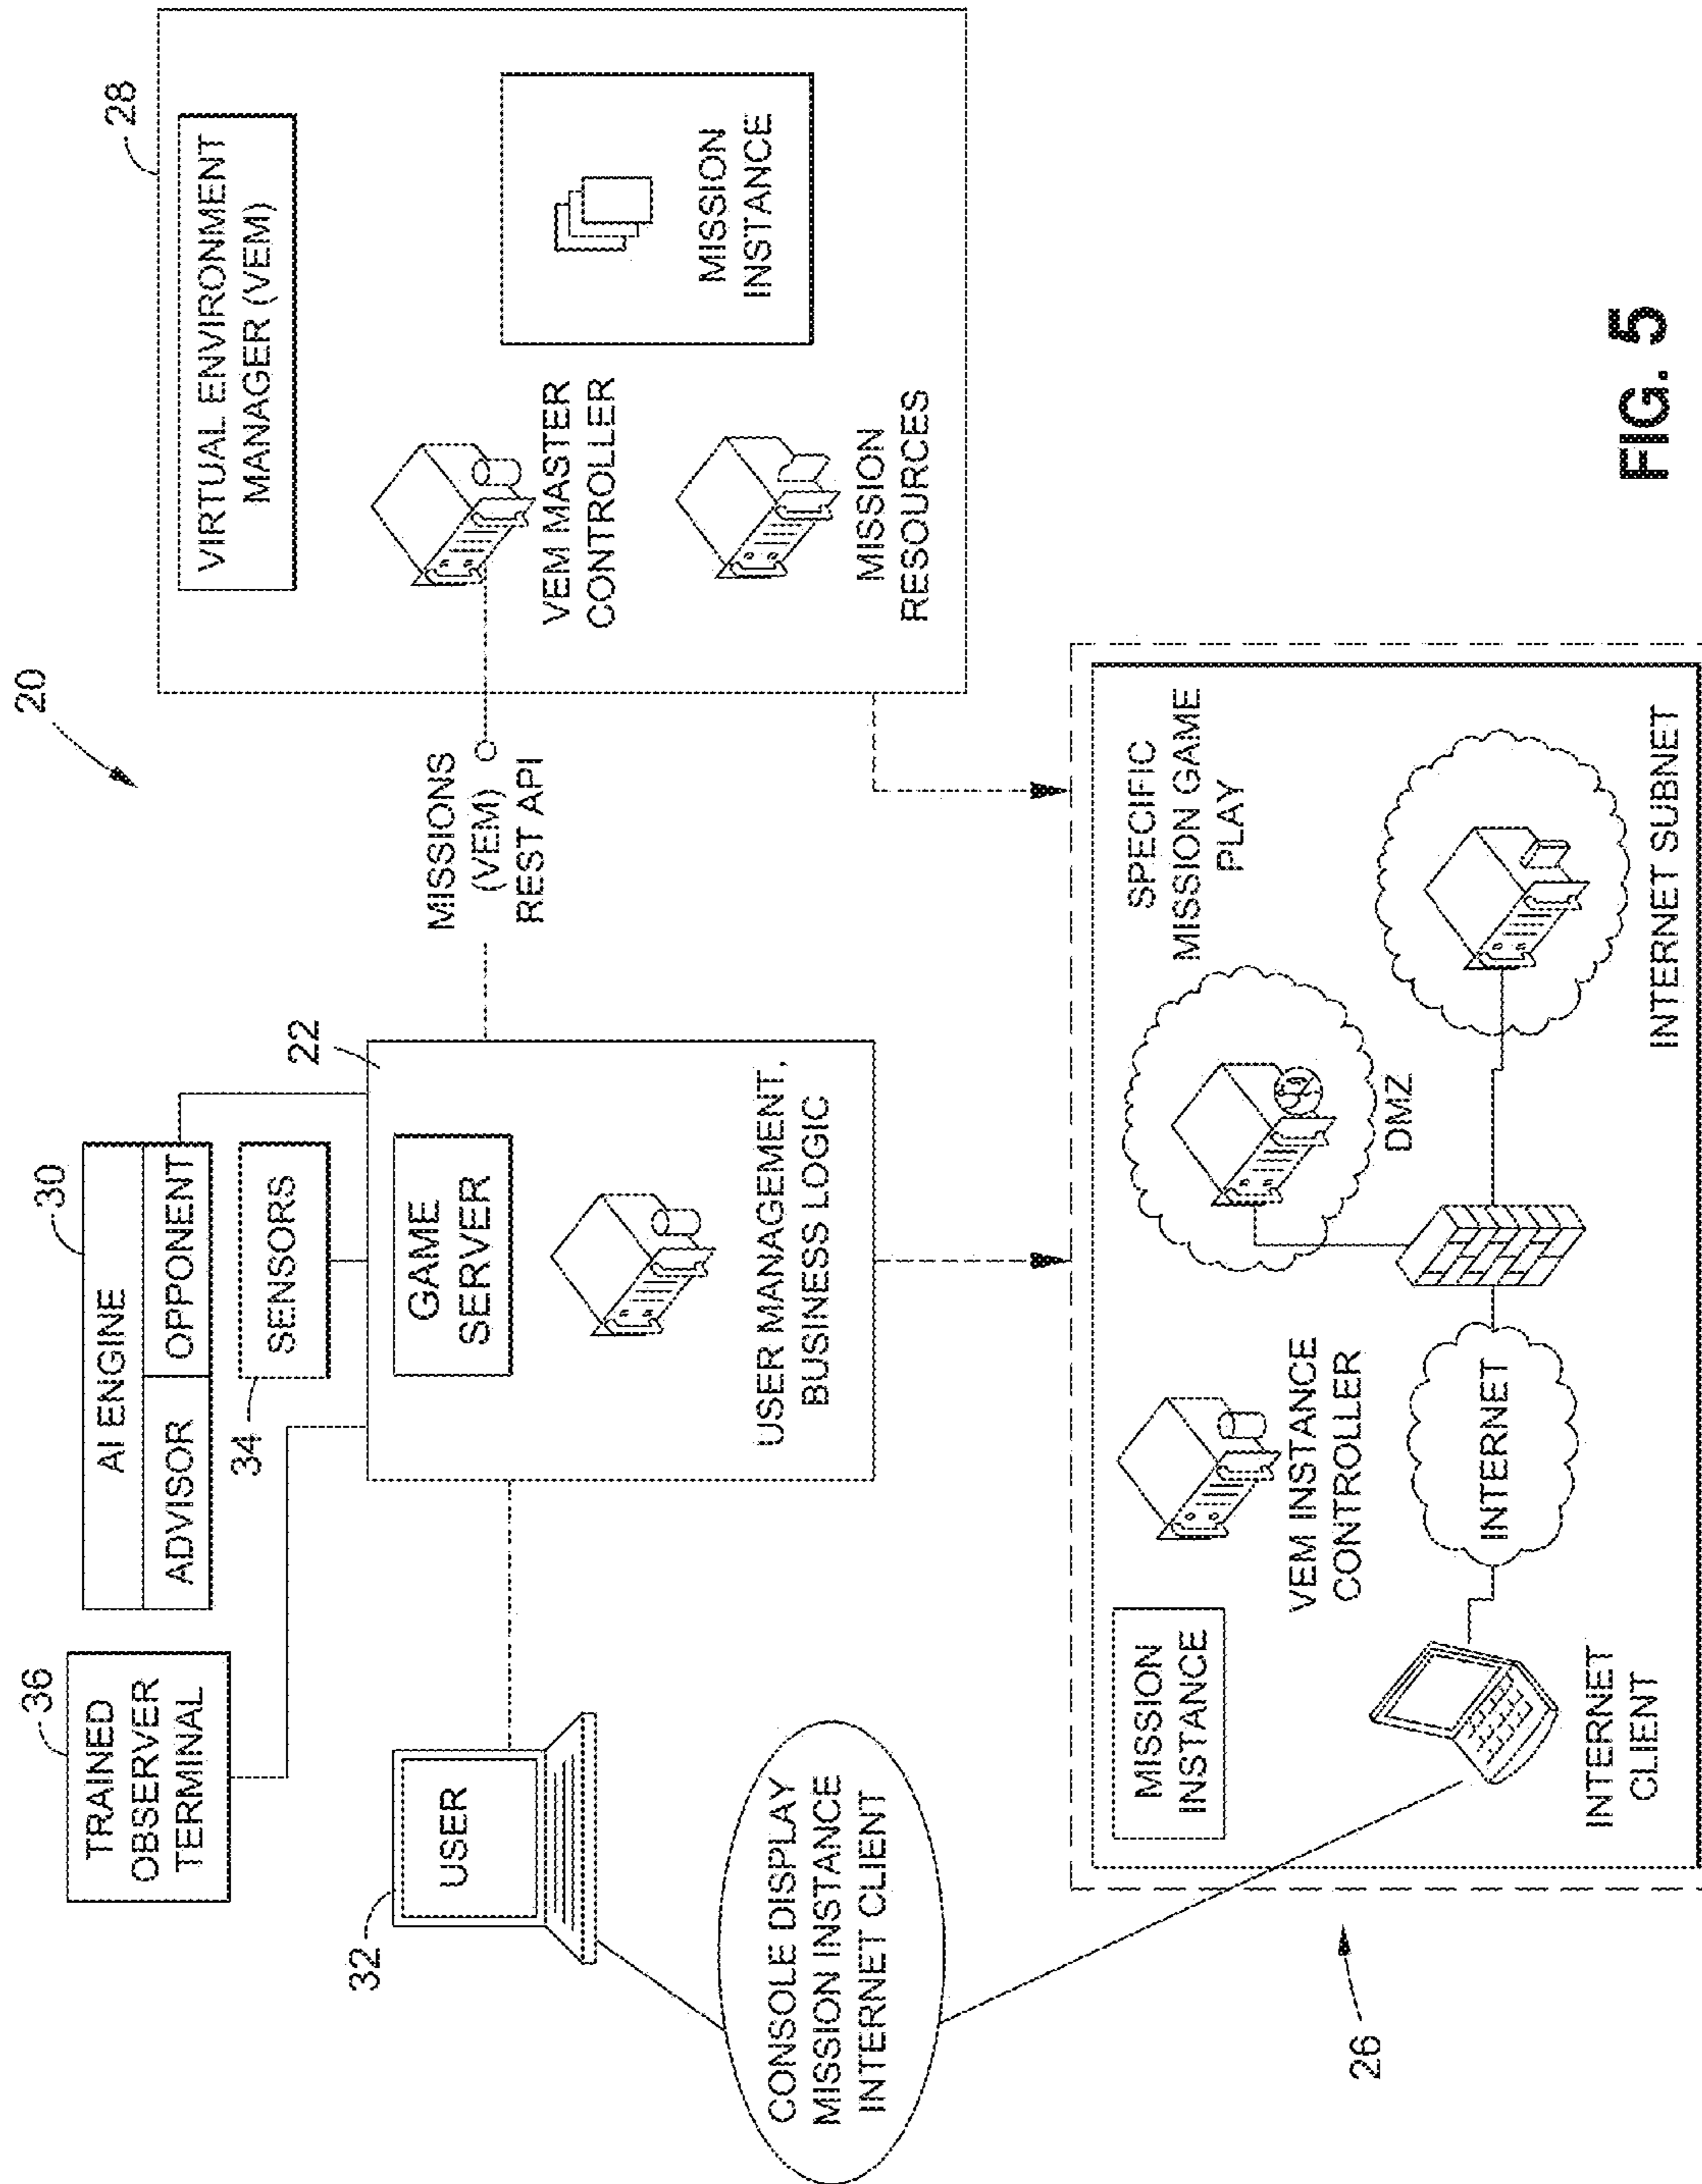 20
36
TRAINED
OBSERVER
TERMINAL
30
AI ENGINE
ADVISOR
OPPONENT
34
SENSORS
28
VIRTUAL ENVIRONMENT
MANAGER (VEM)
32
USER
22
GAME
SERVER
USER MANAGEMENT,
BUSINESS LOGIC
MISSIONS
(VEM)
REST API
VEM MASTER
CONTROLLER
MISSION
INSTANCE
MISSION
RESOURCES
CONSOLE DISPLAY
MISSION INSTANCE
INTERNET CLIENT
26
MISSION
INSTANCE
VEM INSTANCE
CONTROLLER
SPECIFIC
MISSION GAME
PLAY
DMZ
INTERNET
INTERNET
CLIENT
INTERNET SUBNET
FIG. 5